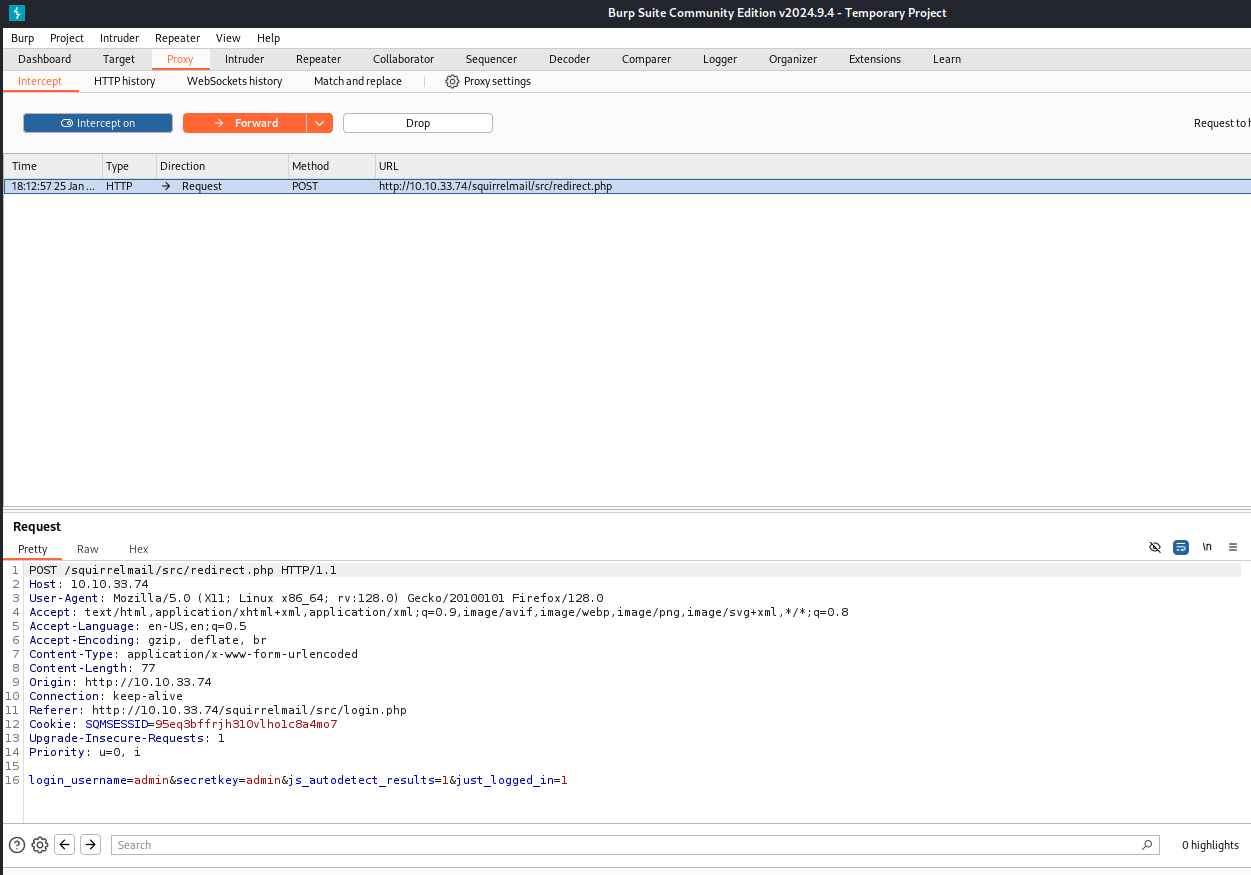 Burp Suite Community Edition v2024.9.4 - Temporary Project
Burp Project Intruder Repeater View Help
Dashboard Target Proxy Intruder Repeater Collaborator Sequencer Decoder Comparer Logger Organizer Extensions Learn
Intercept HTTP history WebSockets history Match and replace Proxy settings
Intercept on Forward Drop Request to
Time Type Direction Method URL
18:12:57 25 Jan ... HTTP Request POST http://10.10.33.74/squirrelmail/src/redirect.php
Request
Pretty Raw Hex \n
1 POST /squirrelmail/src/redirect.php HTTP/1.1
2 Host: 10.10.33.74
3 User-Agent: Mozilla/5.0 (X11; Linux x86_64; rv:128.0) Gecko/20100101 Firefox/128.0
4 Accept: text/html,application/xhtml+xml,application/xml;q=0.9,image/avif,image/webp,image/png,image/svg+xml,*/*;q=0.8
5 Accept-Language: en-US,en;q=0.5
6 Accept-Encoding: gzip, deflate, br
7 Content-Type: application/x-www-form-urlencoded
8 Content-Length: 77
9 Origin: http://10.10.33.74
10 Connection: keep-alive
11 Referer: http://10.10.33.74/squirrelmail/src/login.php
12 Cookie: SQMSESSID=95eq3bffrjh310vlho1c8a4mo7
13 Upgrade-Insecure-Requests: 1
14 Priority: u=0, i
15
16 login_username=admin&secretkey=admin&js_autodetect_results=1&just_logged_in=1
Search 0 highlights